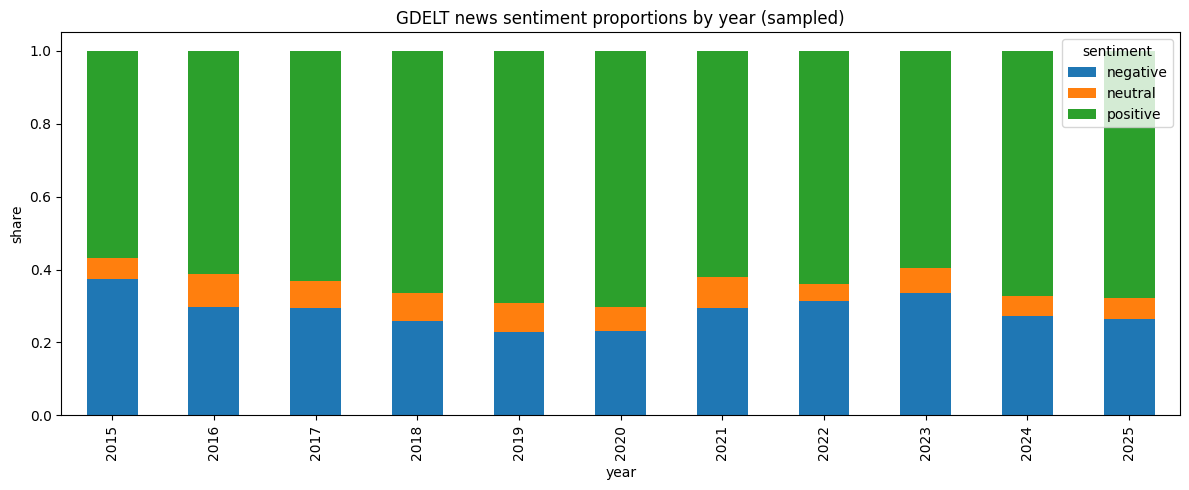 GDELT news sentiment proportions by year (sampled)
sentiment
negative
neutral
positive
share
1.0
0.8
0.6
0.4
0.2
0.0
2015 2016 2017 2018 2019 2020 2021 2022 2023 2024 2025
year